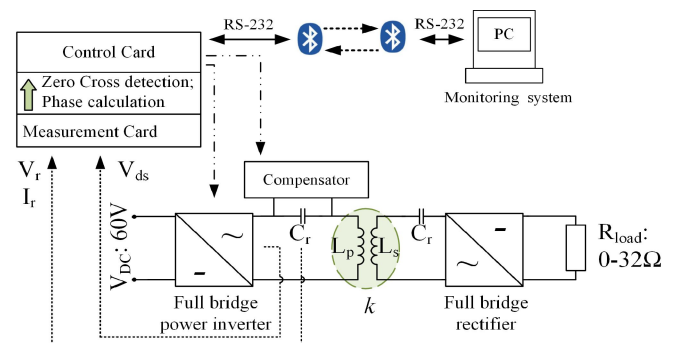 RS-232
RS-232
PC
Monitoring system
Control Card
Zero Cross detection;
Phase calculation
Measurement Card
Vr
Ir
Vds
Compensator
VDC: 60V
~
-
Cr
Lp
Ls
Cr
-
~
Rload:
0-32Ω
k
Full bridge
power inverter
Full bridge
rectifier